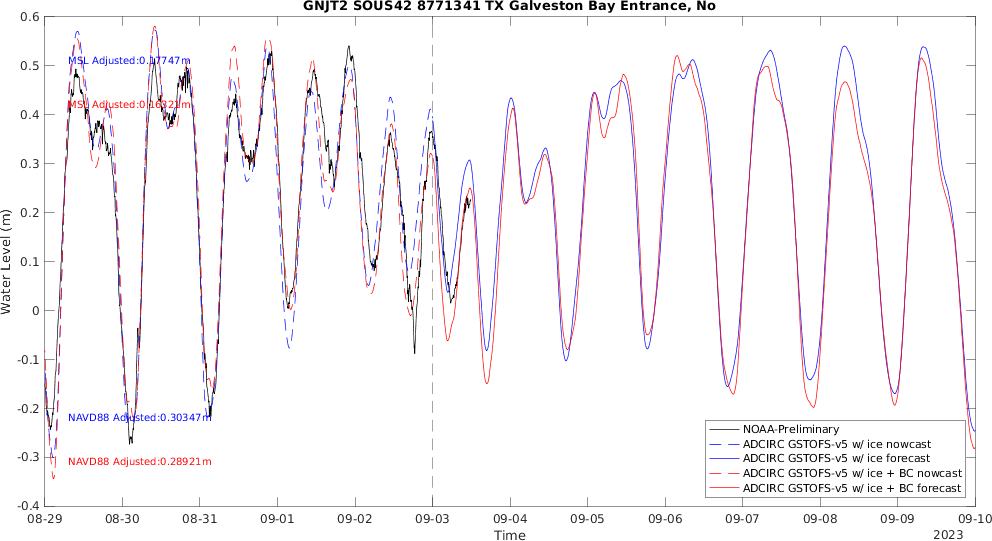 GNJT2 SOUS42 8771341 TX Galveston Bay Entrance, No
Water Level (m)
0.6
0.5
0.4
0.3
0.2
0.1
0
-0.1
-0.2
-0.3
-0.4
MSL Adjusted:0.17747m
MSL Adjusted:0.16321m
NAVD88 Adjusted:0.30347m
NAVD88 Adjusted:0.28921m
NOAA-Preliminary
ADCIRC GSTOFS-v5 w/ ice nowcast
ADCIRC GSTOFS-v5 w/ ice forecast
ADCIRC GSTOFS-v5 w/ ice + BC nowcast
ADCIRC GSTOFS-v5 w/ ice + BC forecast
08-29 08-30 08-31 09-01 09-02 09-03 09-04 09-05 09-06 09-07 09-08 09-09 09-10
Time
2023